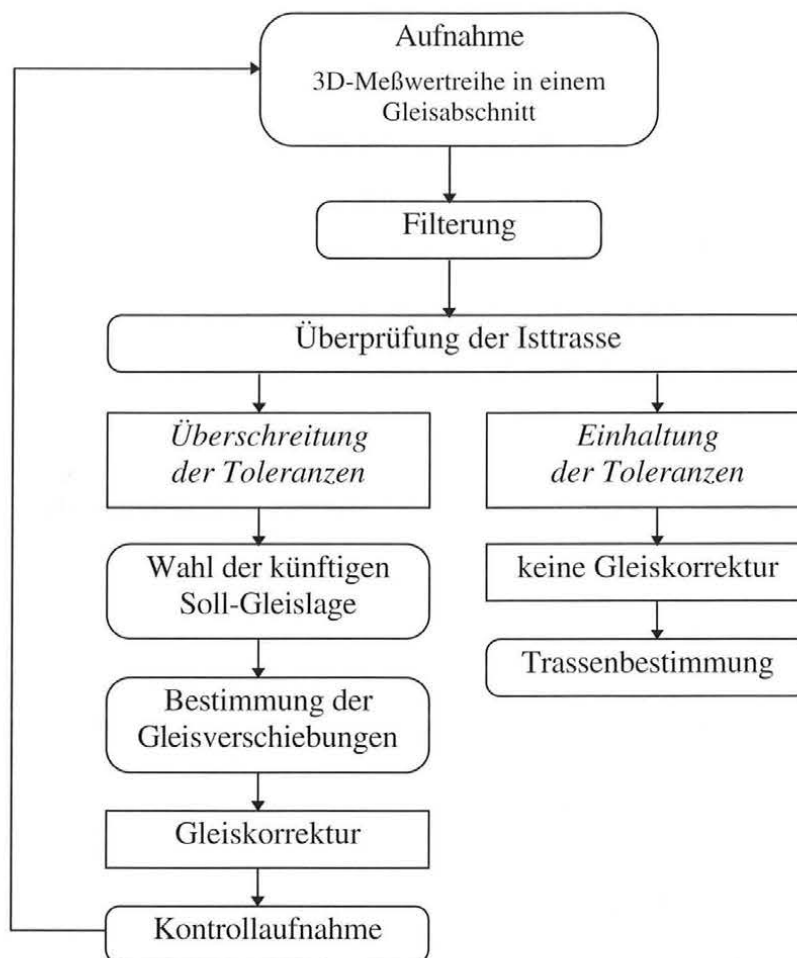 Aufnahme
3D-Meßwertreihe in einem
Gleisabschnitt
Filterung
Überprüfung der Isttrasse
Überschreitung
der Toleranzen
Einhaltung
der Toleranzen
Wahl der künftigen
Soll-Gleislage
keine Gleiskorrektur
Bestimmung der
Gleisverschiebungen
Trassenbestimmung
Gleiskorrektur
Kontrollaufnahme